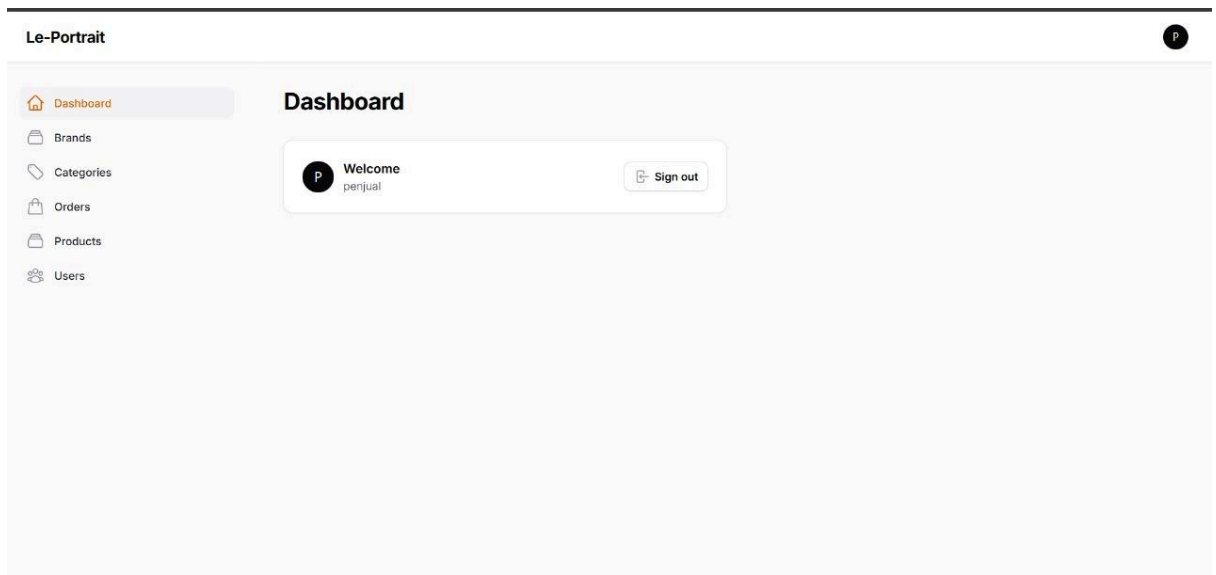 Le-Portrait
P
Dashboard
Brands
Categories
Orders
Products
Users
Dashboard
P
Welcome
penjual
Sign out